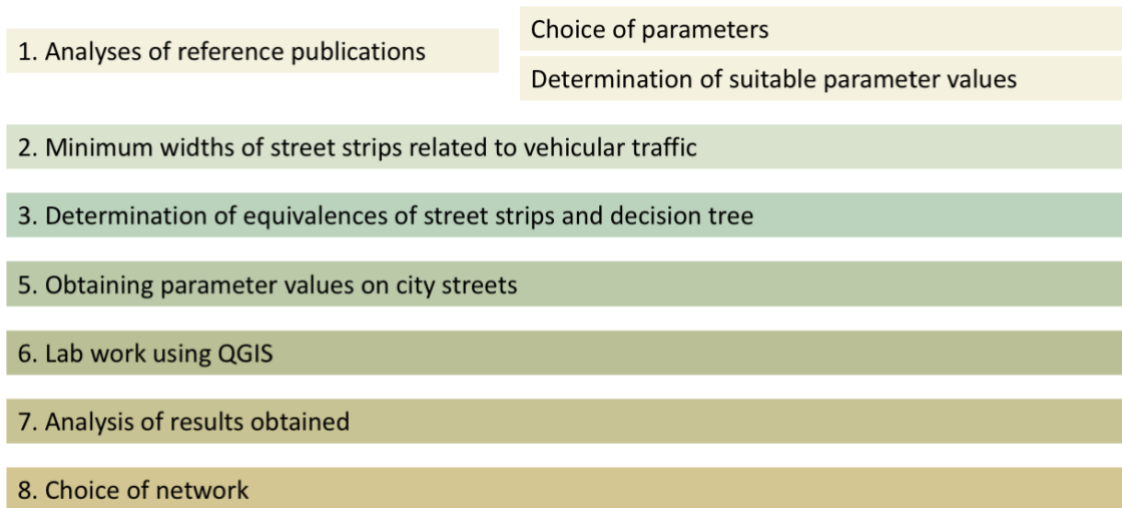 1. Analyses of reference publications
Choice of parameters
Determination of suitable parameter values
2. Minimum widths of street strips related to vehicular traffic
3. Determination of equivalences of street strips and decision tree
5. Obtaining parameter values on city streets
6. Lab work using QGIS
7. Analysis of results obtained
8. Choice of network